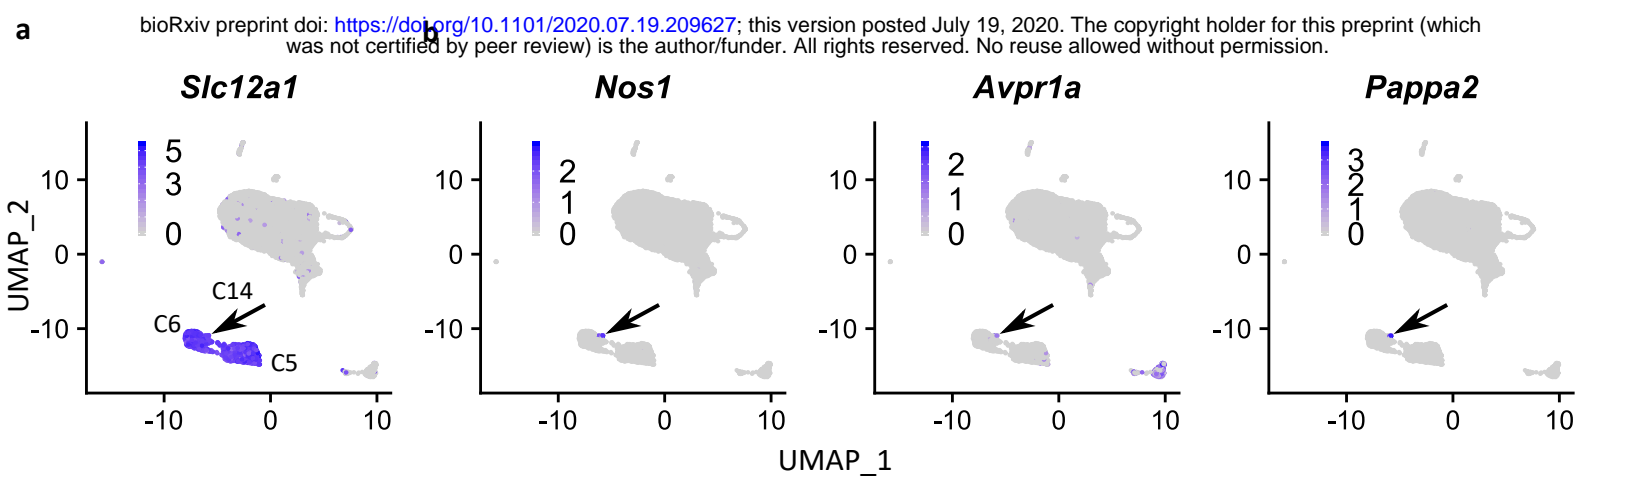 a
bioRxiv preprint doi: https://doi.org/10.1101/2020.07.19.209627; this version posted July 19, 2020. The copyright holder for this preprint (which
b
was not certified by peer review) is the author/funder. All rights reserved. No reuse allowed without permission.
Slc12a1 Nos1 Avpr1a Pappa2
UMAP_2
10
0
-10
5
3
0
C14
C6
C5
-10 0 10
10
0
-10
2
1
0
-10 0 10
10
0
-10
2
1
0
-10 0 10
10
0
-10
3
2
1
0
-10 0 10
UMAP_1